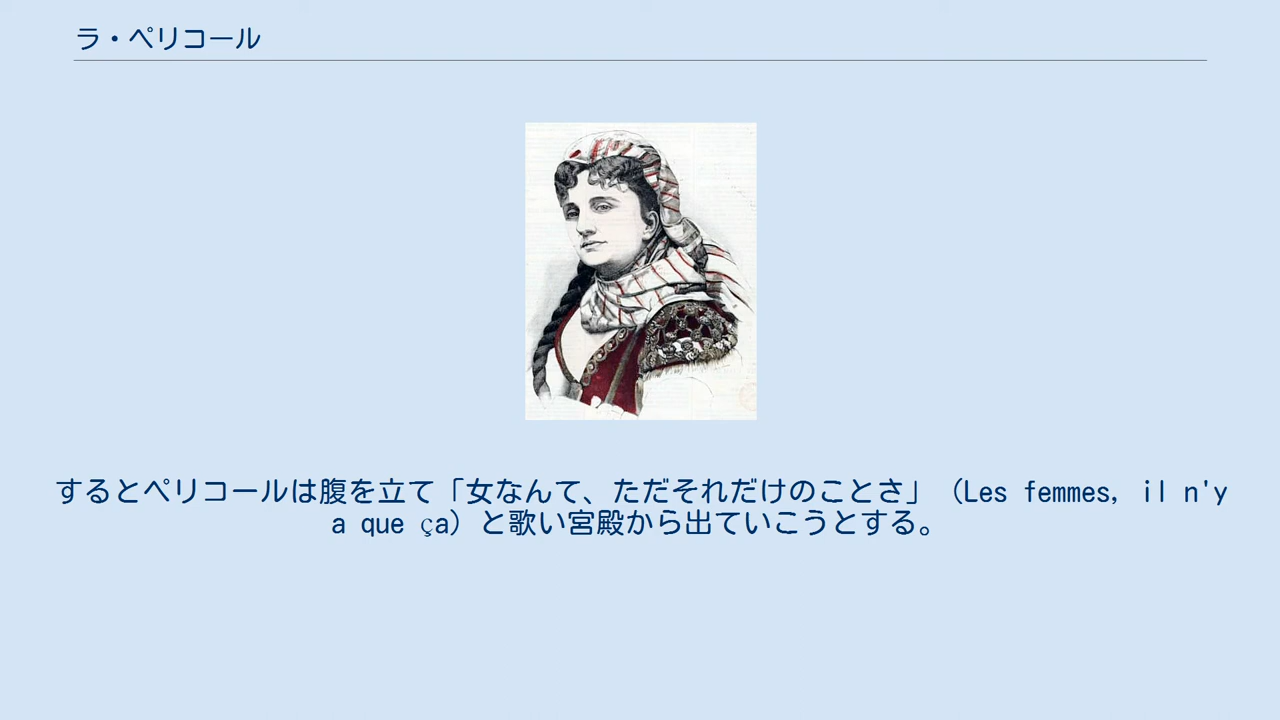 ラ・ペリコール
するとペリコールは腹を立て「女なんて、ただそれだけのことさ」（Les femmes, il n'y
a que ça）と歌い宮殿から出ていこうとする。